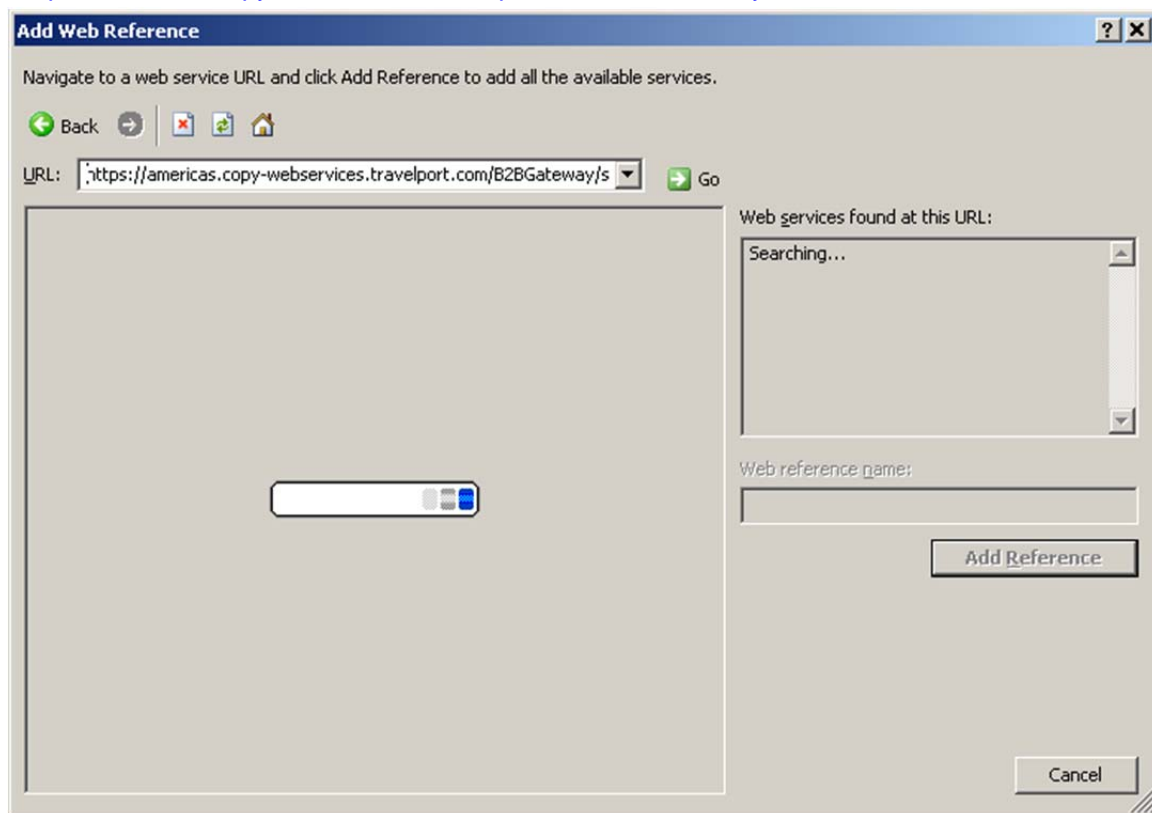 Add Web Reference
Navigate to a web service URL and click Add Reference to add all the available services.
Back
URL: https://americas.copy-webservices.travelport.com/B2BGateway/s Go
Web services found at this URL:
Searching...
Web reference name:
Add Reference
Cancel